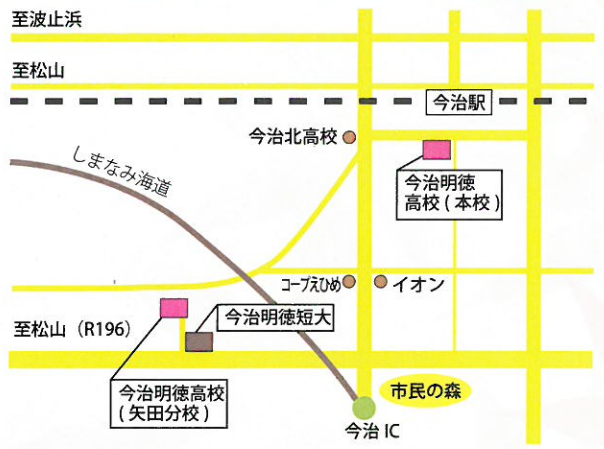 至波止浜
至松山
今治駅
今治北高校
しまなみ海道
今治明徳
高校(本校)
コープえひめ
イオン
今治明徳短大
至松山(R196)
今治明徳高校
(矢田分校)
市民の森
今治IC